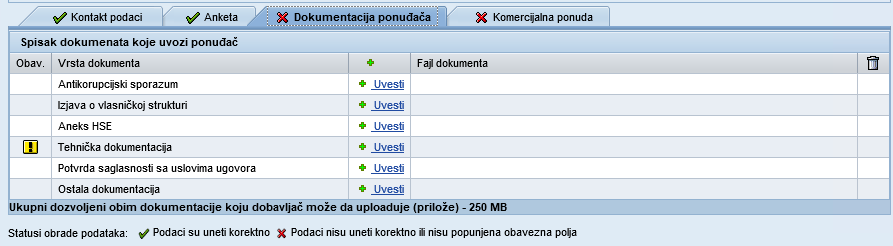 Kontakt podaci
Anketa
Dokumentacija ponuđača
Komercijalna ponuda
Spisak dokumenata koje uvozi ponuđač
Obav. Vrsta dokumenta Fajl dokumenta
Antikorupcijski sporazum Uvesti
Izjava o vlasničkoj strukturi Uvesti
Aneks HSE Uvesti
Tehnička dokumentacija Uvesti
Potvrda saglasnosti sa uslovima ugovora Uvesti
Ostala dokumentacija Uvesti
Ukupni dozvoljeni obim dokumentacije koju dobavljač može da uploaduje (prilože) - 250 MB
Statusi obrade podataka: Podaci su uneti korektno Podaci nisu uneti korektno ili nisu popunjena obavezna polja